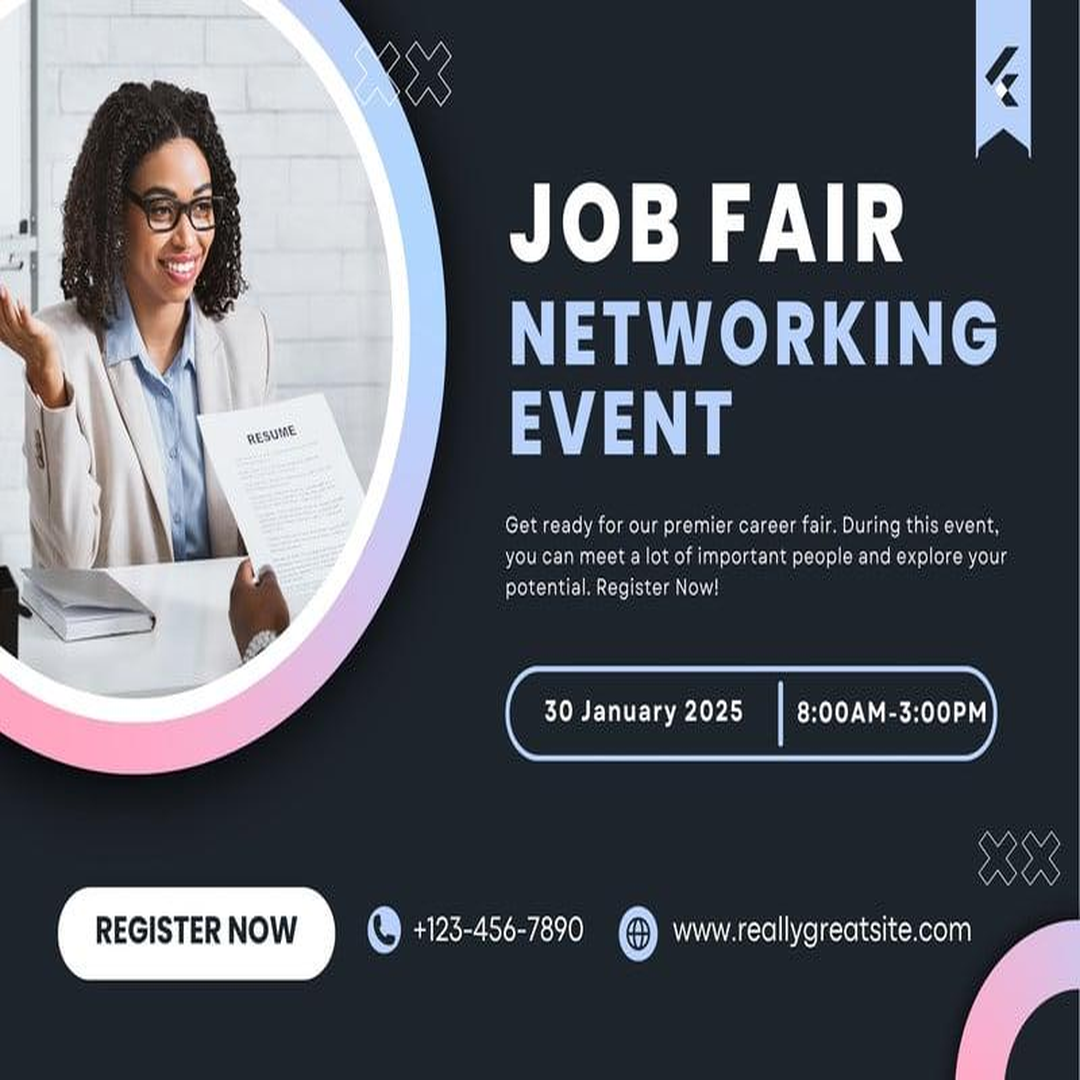 RESUME
JOB FAIR
NETWORKING
EVENT
Get ready for our premier career fair. During this event,
you can meet a lot of important people and explore your
potential. Register Now!
30 January 2025
8:00AM-3:00PM
REGISTER NOW
+123-456-7890
www.reallygreatsite.com